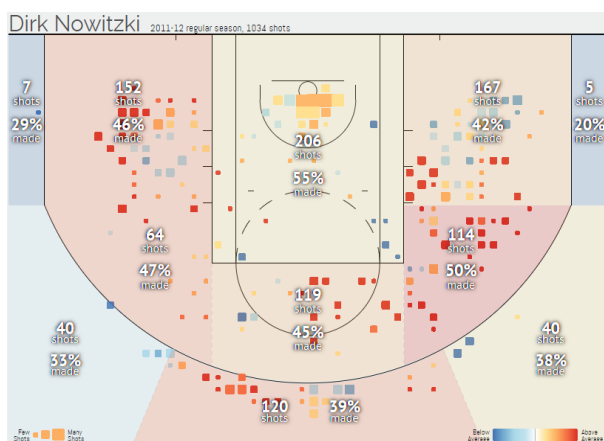 Dirk Nowitzki 2011-12 regular season, 1034 shots
7
shots
29%
made
152
shots
46%
made
206
shots
55%
made
167
shots
42%
made
5
shots
20%
made
64
shots
47%
made
119
shots
45%
made
114
shots
50%
made
40
shots
33%
made
120
shots
39%
made
40
shots
38%
made
Few
Shots
Many
Shots
Below
Average
Above
Average